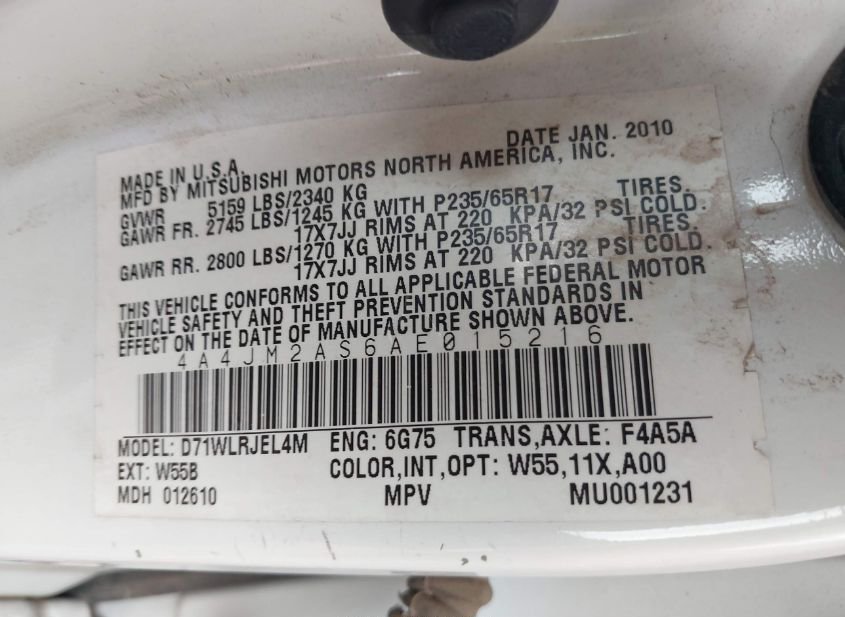 DATE JAN. 2010
MADE IN U.S.A.
MFD BY MITSUBISHI MOTORS NORTH AMERICA, INC.
GVWR 5159 LBS/2340 KG
GAWR FR. 2745 LBS/1245 KG WITH P235/65R17 TIRES.
17X7JJ RIMS AT 220 KPA/32 PSI COLD.
GAWR RR. 2800 LBS/1270 KG WITH P235/65R17 TIRES.
17X7JJ RIMS AT 220 KPA/32 PSI COLD.
THIS VEHICLE CONFORMS TO ALL APPLICABLE FEDERAL MOTOR
VEHICLE SAFETY AND THEFT PREVENTION STANDARDS IN
EFFECT ON THE DATE OF MANUFACTURE SHOWN ABOVE.
4A4JM2AS6AE015216
MODEL: D71WLRJEL4M ENG: 6G75 TRANS,AXLE: F4A5A
EXT: W55B COLOR,INT,OPT: W55,11X,A00
MDH 012610 MPV MU001231